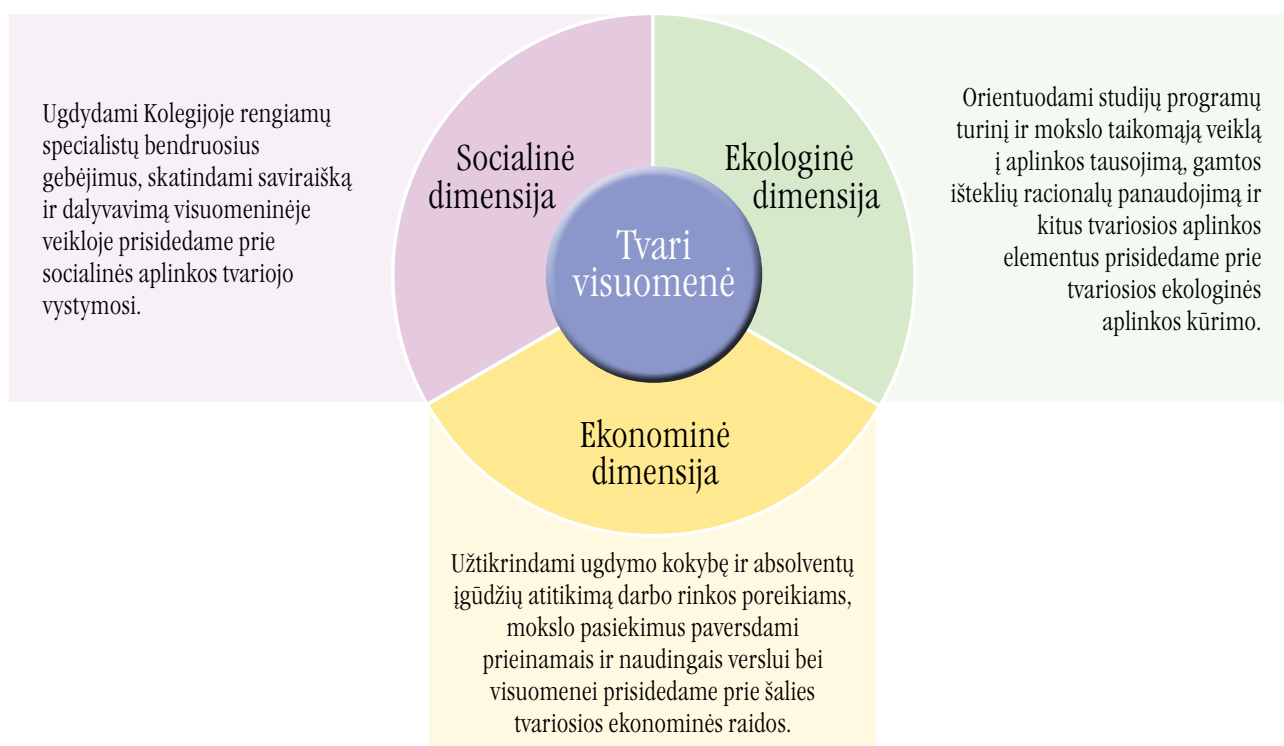 Ugdydami Kolegijoje rengiamų
specialistų bendruosius
gebėjimus, skatindami saviraišką
ir dalyvavimą visuomeninėje
veikloje prisidedame prie
socialinės aplinkos tvariojo
vystymosi.
Socialinė
dimensija
Ekologinė
dimensija
Tvari
visuomenė
Orientuodami studijų programų
turinį ir mokslo taikomąją veiklą
į aplinkos tausojimą, gamtos
išteklių racionalų panaudojimą ir
kitus tvariosios aplinkos
elementus prisidedame prie
tvariosios ekologinės
aplinkos kūrimo.
Ekonominė
dimensija
Užtikrindami ugdymo kokybę ir absolventų
įgūdžių atitikimą darbo rinkos poreikiams,
mokslo pasiekimus paversdami
prieinamais ir naudingais verslui bei
visuomenei prisidedame prie šalies
tvariosios ekonominės raidos.